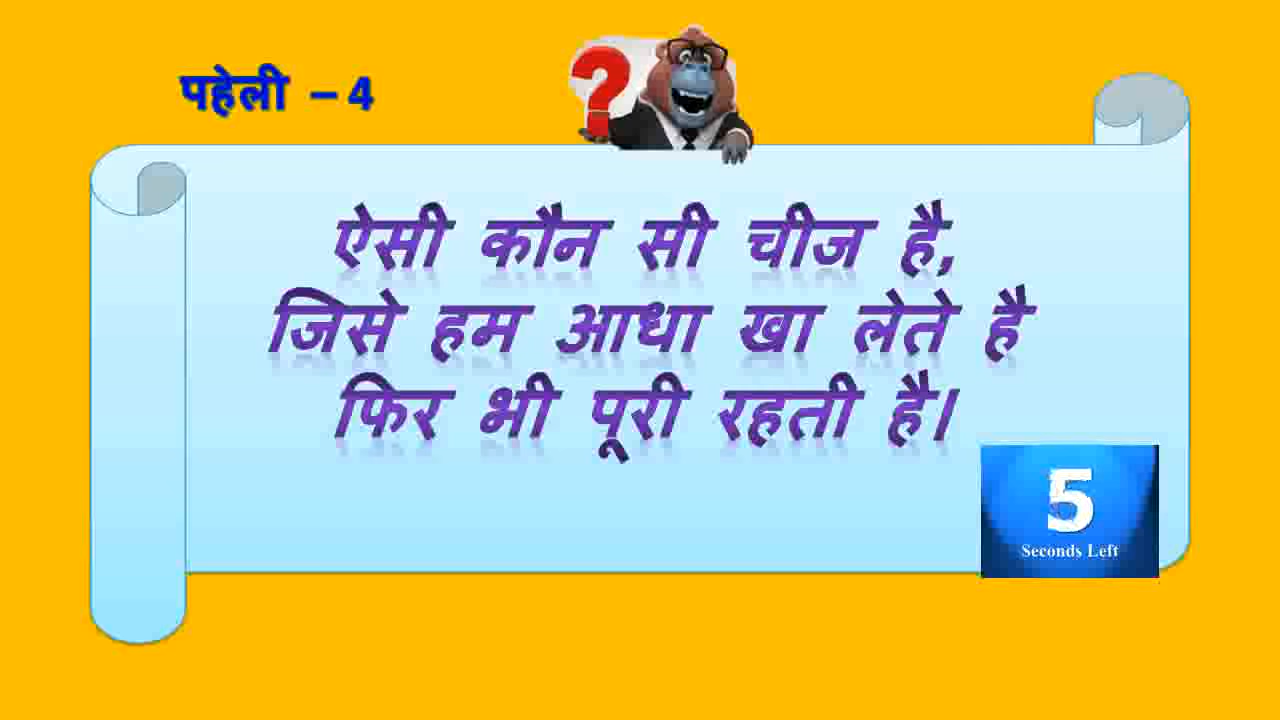 पहेली – 4
ऐसी कौन सी चीज है,
जिसे हम आधा खा लेते है
फिर भी पूरी रहती है।
5
Seconds Left